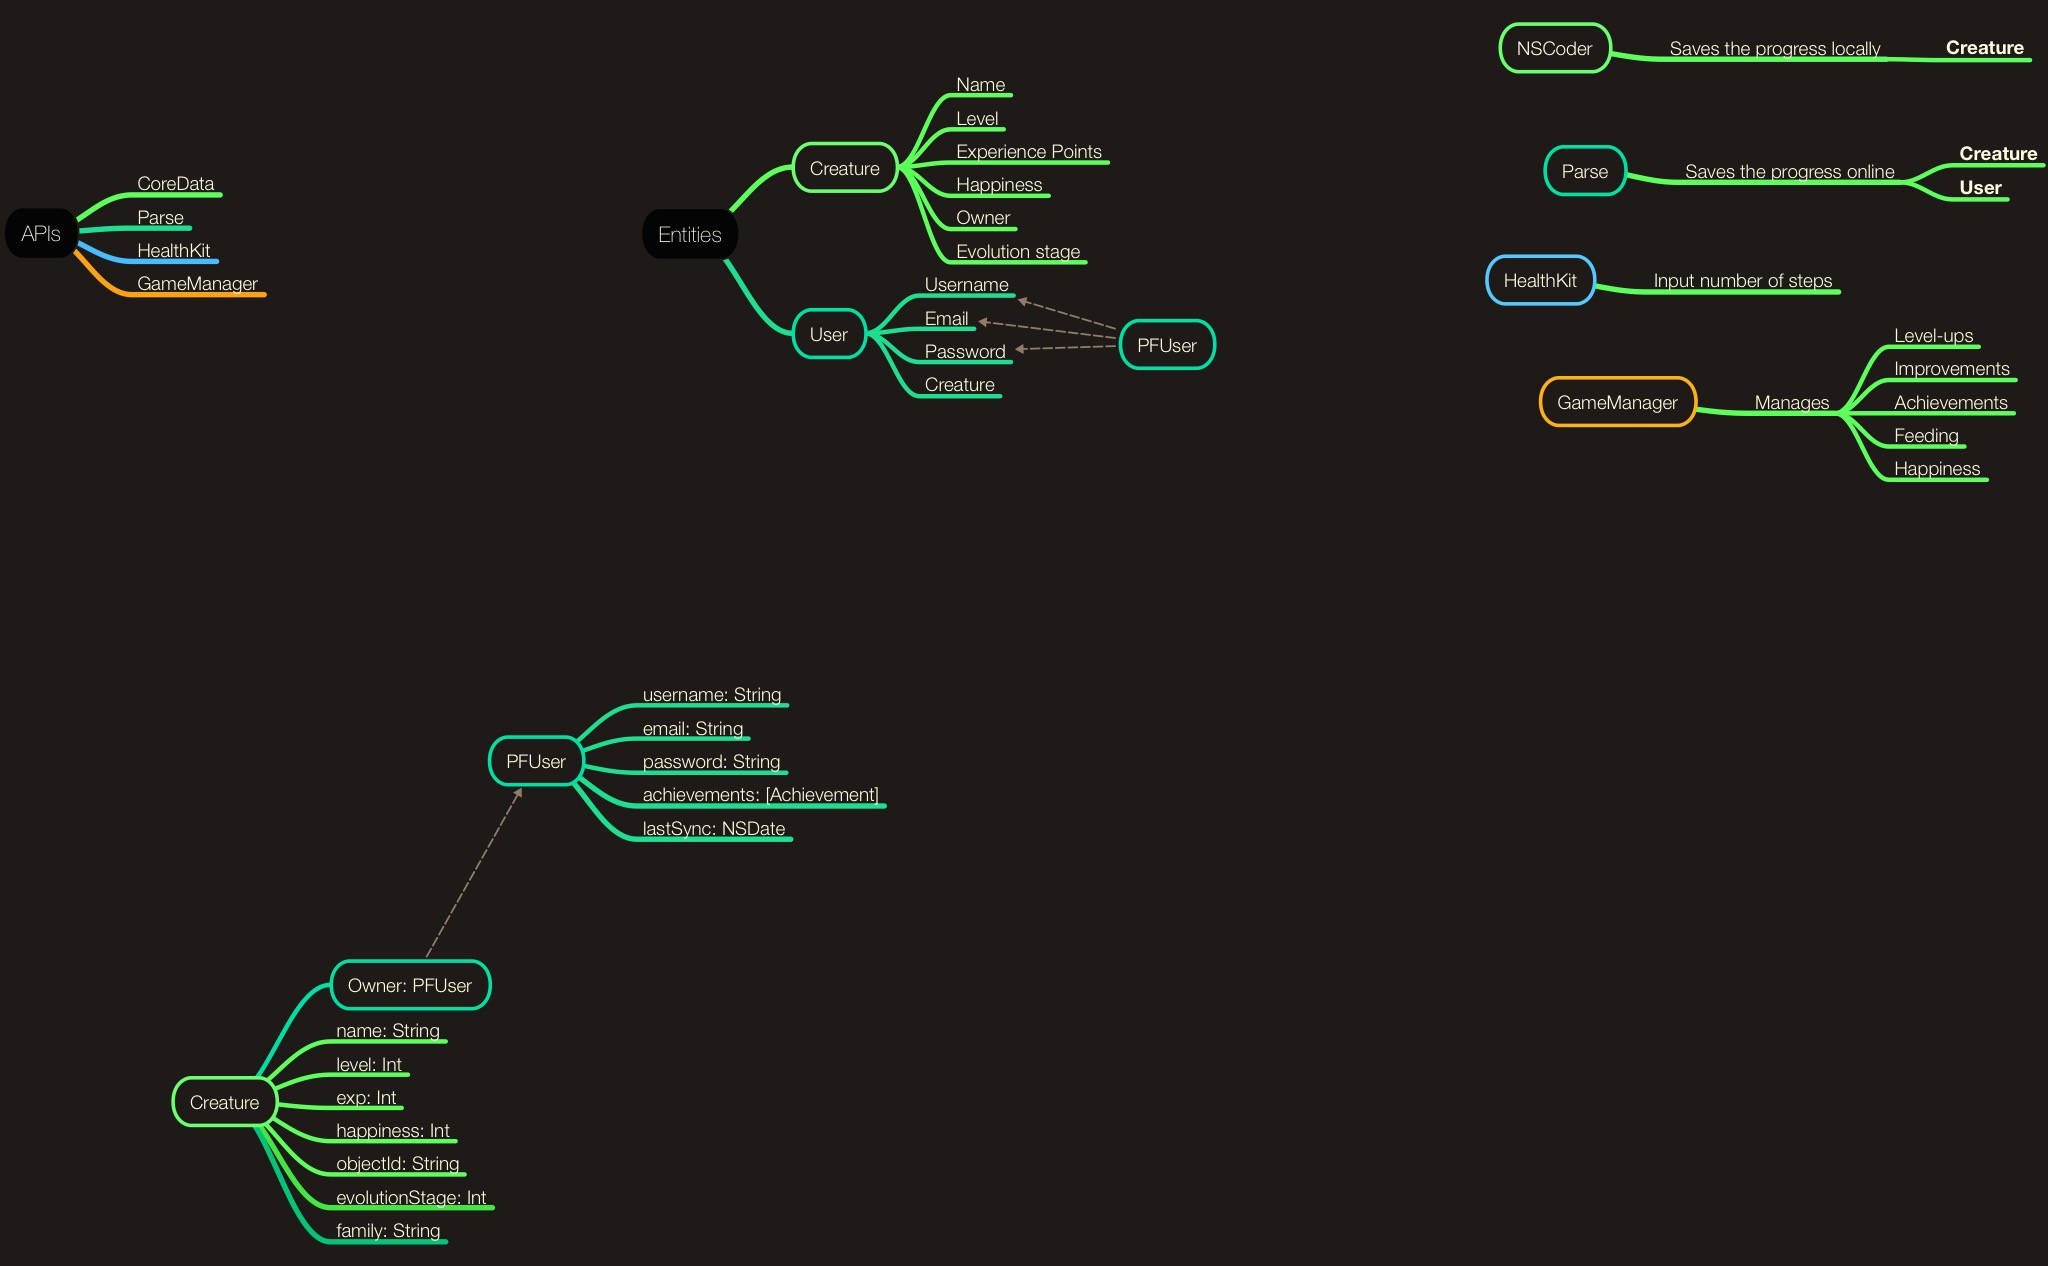 APIs
CoreData
Parse
HealthKit
GameManager
Entities
Creature
Name
Level
Experience Points
Happiness
Owner
Evolution stage
User
Username
Email
Password
Creature
PFUser
NSCoder
Saves the progress locally
Creature
Parse
Saves the progress online
Creature
User
HealthKit
Input number of steps
GameManager
Manages
Level-ups
Improvements
Achievements
Feeding
Happiness
PFUser
username: String
email: String
password: String
achievements: [Achievement]
lastSync: NSDate
Creature
Owner: PFUser
name: String
level: Int
exp: Int
happiness: Int
objectId: String
evolutionStage: Int
family: String